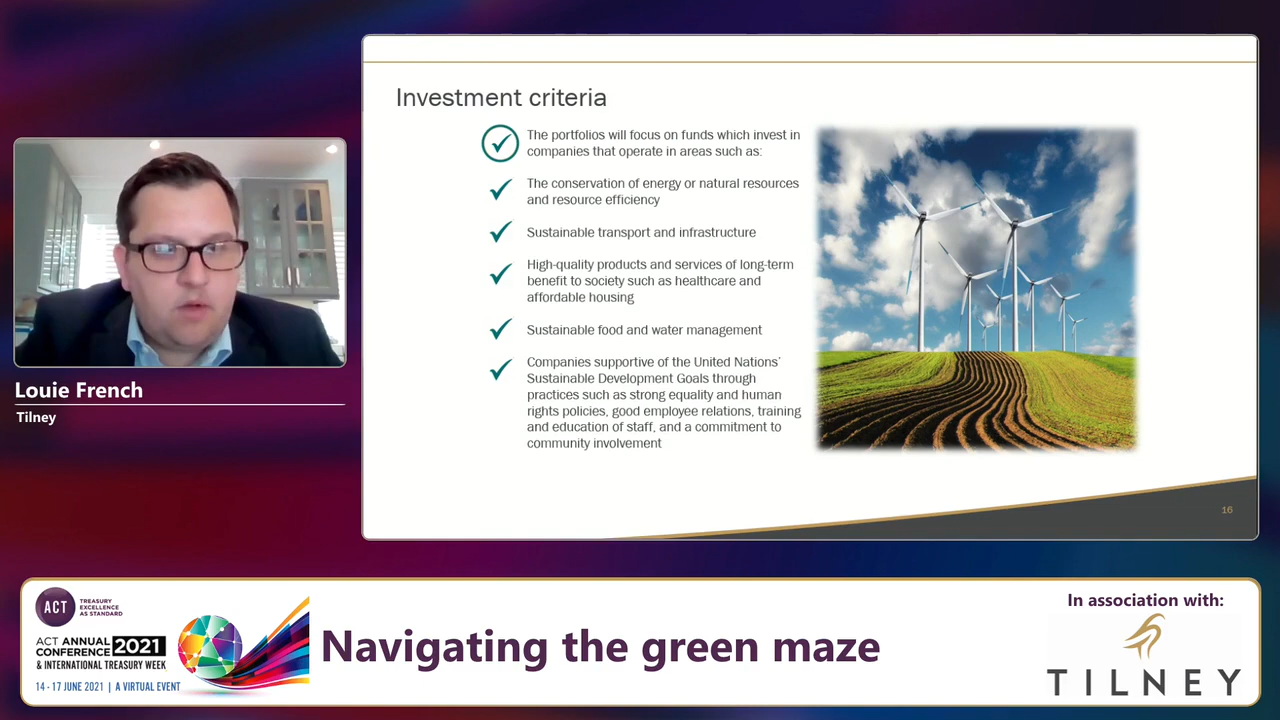 Investment criteria
The portfolios will focus on funds which invest in
companies that operate in areas such as:
The conservation of energy or natural resources
and resource efficiency
Sustainable transport and infrastructure
High-quality products and services of long-term
benefit to society such as healthcare and
affordable housing
Sustainable food and water management
Companies supportive of the United Nations'
Sustainable Development Goals through
practices such as strong equality and human
rights policies, good employee relations, training
and education of staff, and a commitment to
community involvement
16
Louie French
Tilney
ACT
TREASURY
EXCELLENCE
AS STANDARD
ACT ANNUAL
CONFERENCE 2021
& INTERNATIONAL TREASURY WEEK
14 - 17 JUNE 2021 | A VIRTUAL EVENT
Navigating the green maze
In association with:
TILNEY